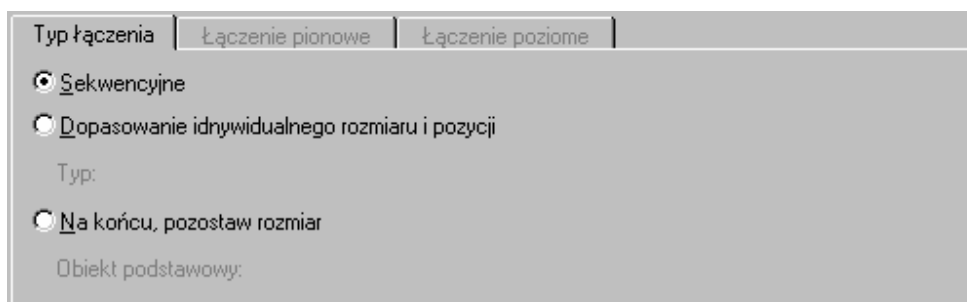 Typ łączenia Łączenie pionowe Łączenie poziome
Sekwencyjne
Dopasowanie idnywidualnego rozmiaru i pozycji
Typ:
Na końcu, pozostaw rozmiar
Obiekt podstawowy: